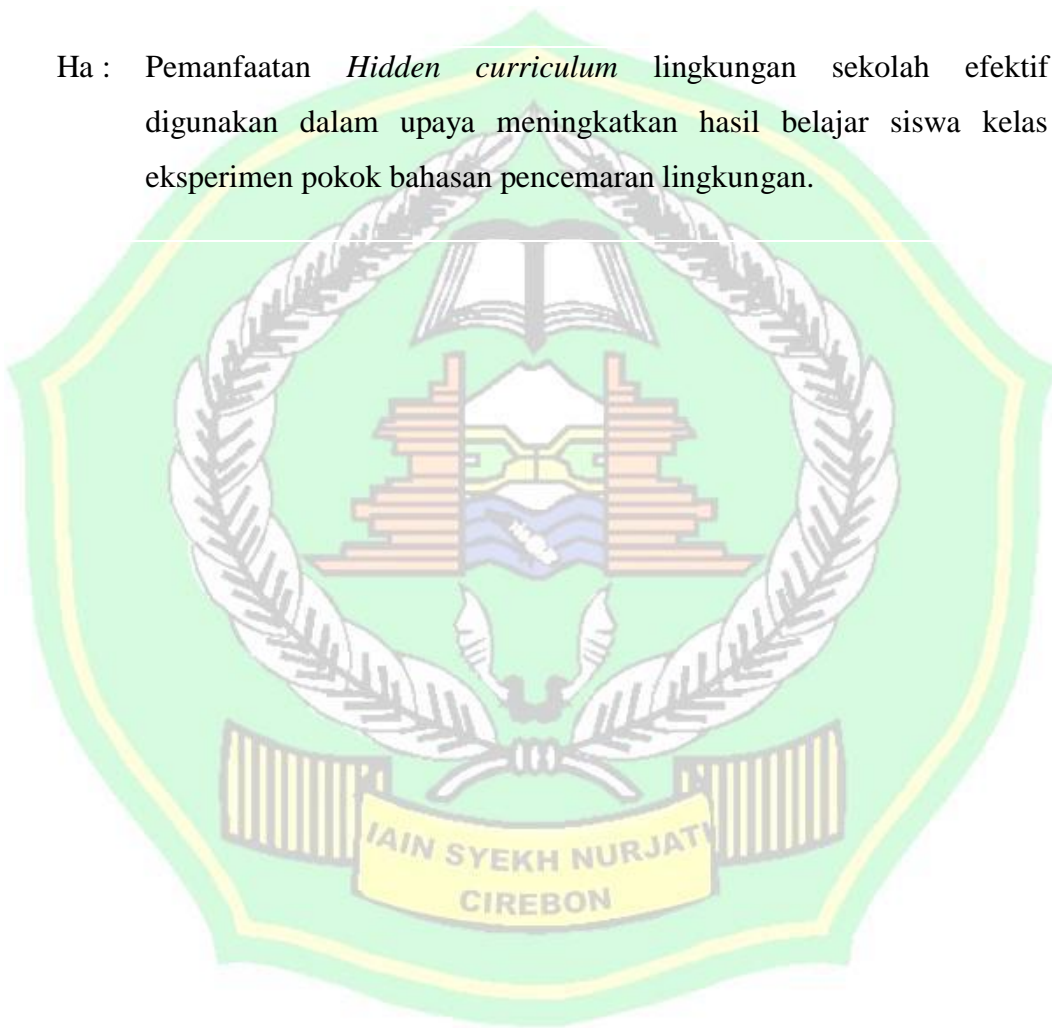 Ha : Pemanfaatan Hidden curriculum lingkungan sekolah efektif
digunakan dalam upaya meningkatkan hasil belajar siswa kelas
eksperimen pokok bahasan pencemaran lingkungan.
IAIN SYEKH NURJATI
CIREBON